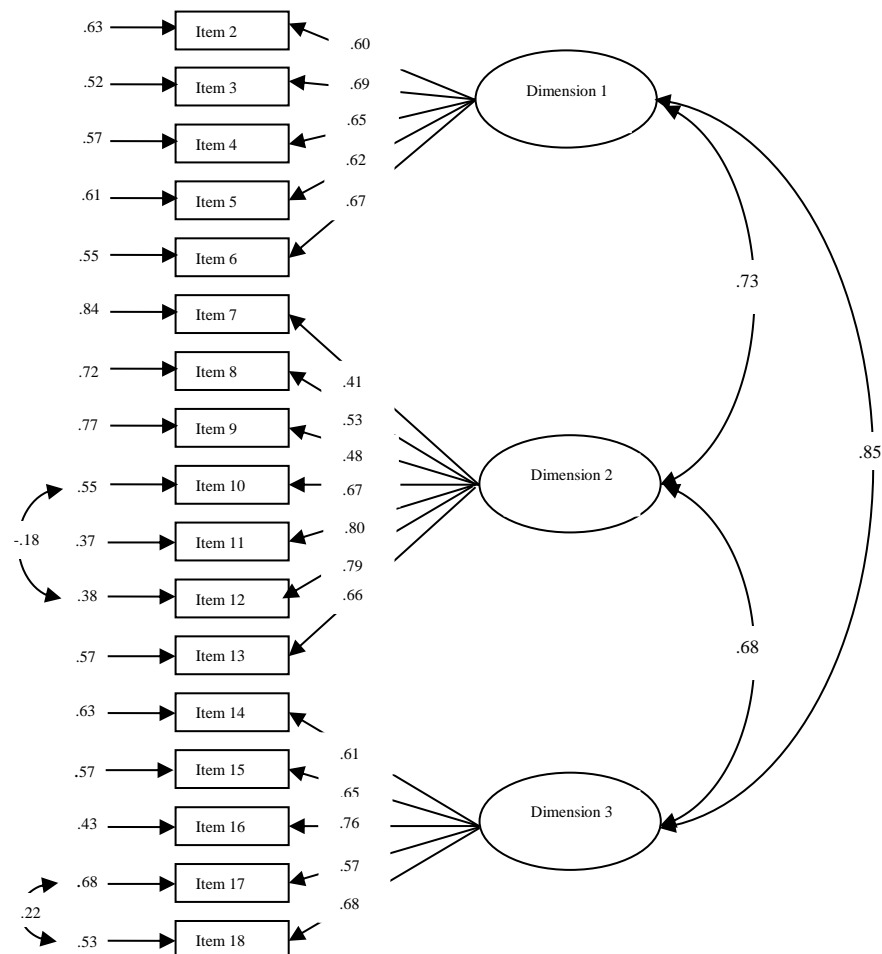 .63 Item 2 .60
.52 Item 3 .69
Dimension 1
.57 Item 4 .65
.61 Item 5 .62
.55 Item 6 .67
.73
.84 Item 7 .41
.72 Item 8 .53
.77 Item 9 .48
.85
.55 Item 10 .67
Dimension 2
-.18
.37 Item 11 .80
.38 Item 12 .79
.57 Item 13 .66
.68
.63 Item 14 .61
.57 Item 15 .65
.43 Item 16 .76
Dimension 3
.68 Item 17 .57
.22
.53 Item 18 .68